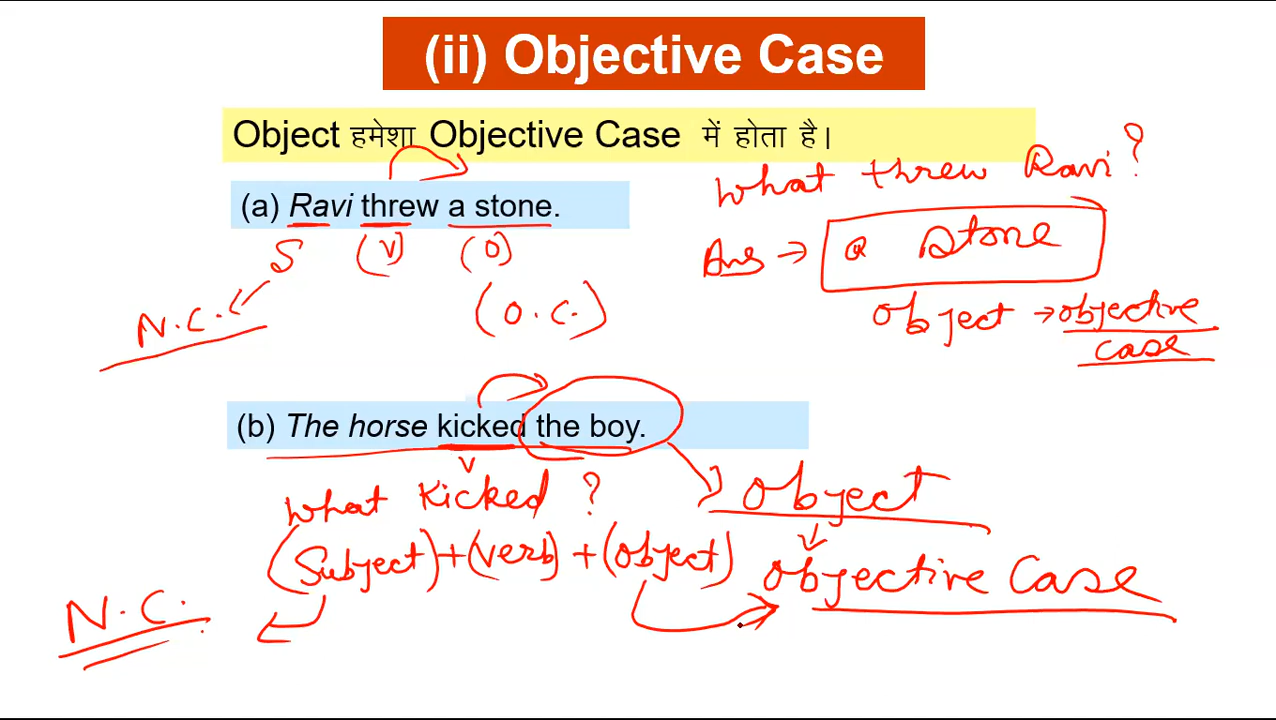 (ii) Objective Case
Object हमेशा Objective Case में होता है।
What threw Ravi?
(a) Ravi threw a stone.
S (V) (O)
Ans → a stone
N.C. (O.C.)
object → objective
case
(b) The horse kicked the boy.
V
What kicked ?
object
(Subject) + (verb) + (object)
objective case
N.C.